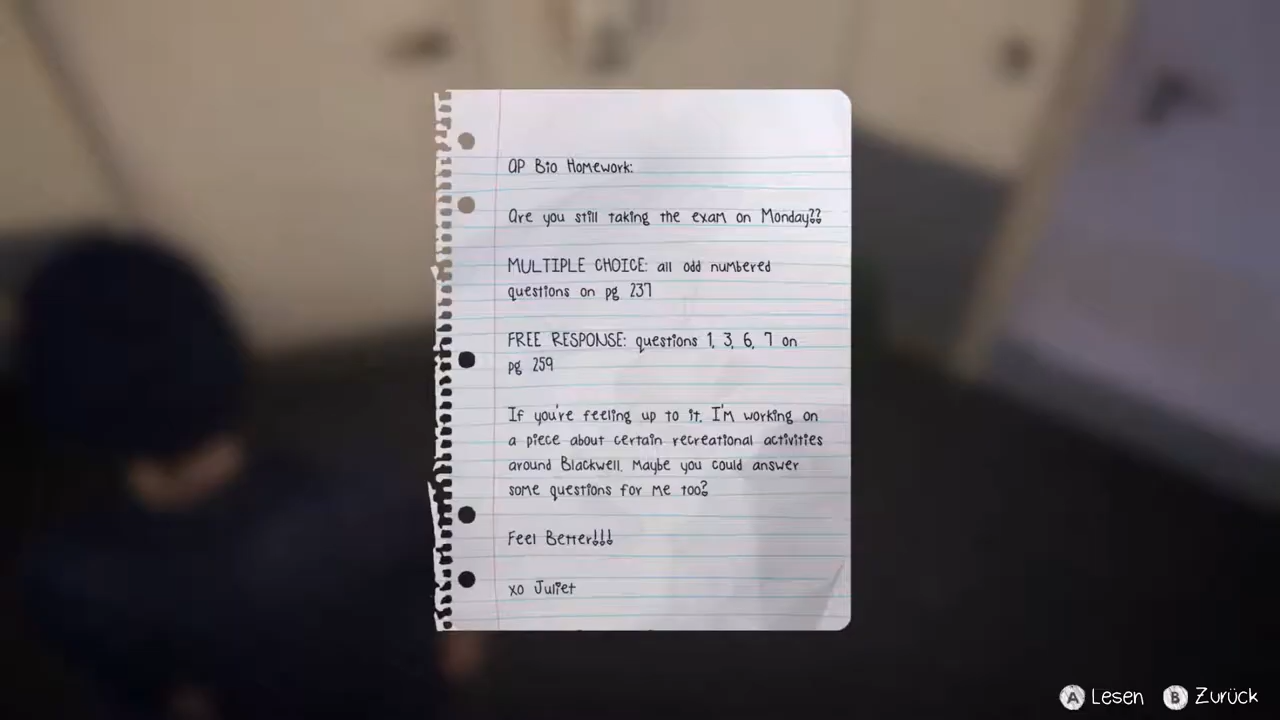 AP Bio Homework:
Are you still taking the exam on Monday??
MULTIPLE CHOICE: all odd numbered
questions on pg 237
FREE RESPONSE: questions 1, 3, 6, 7 on
pg 259
If you're feeling up to it, I'm working on
a piece about certain recreational activities
around Blackwell. Maybe you could answer
some questions for me too?
Feel Better!!!
xo Juliet
A Lesen B Zurück